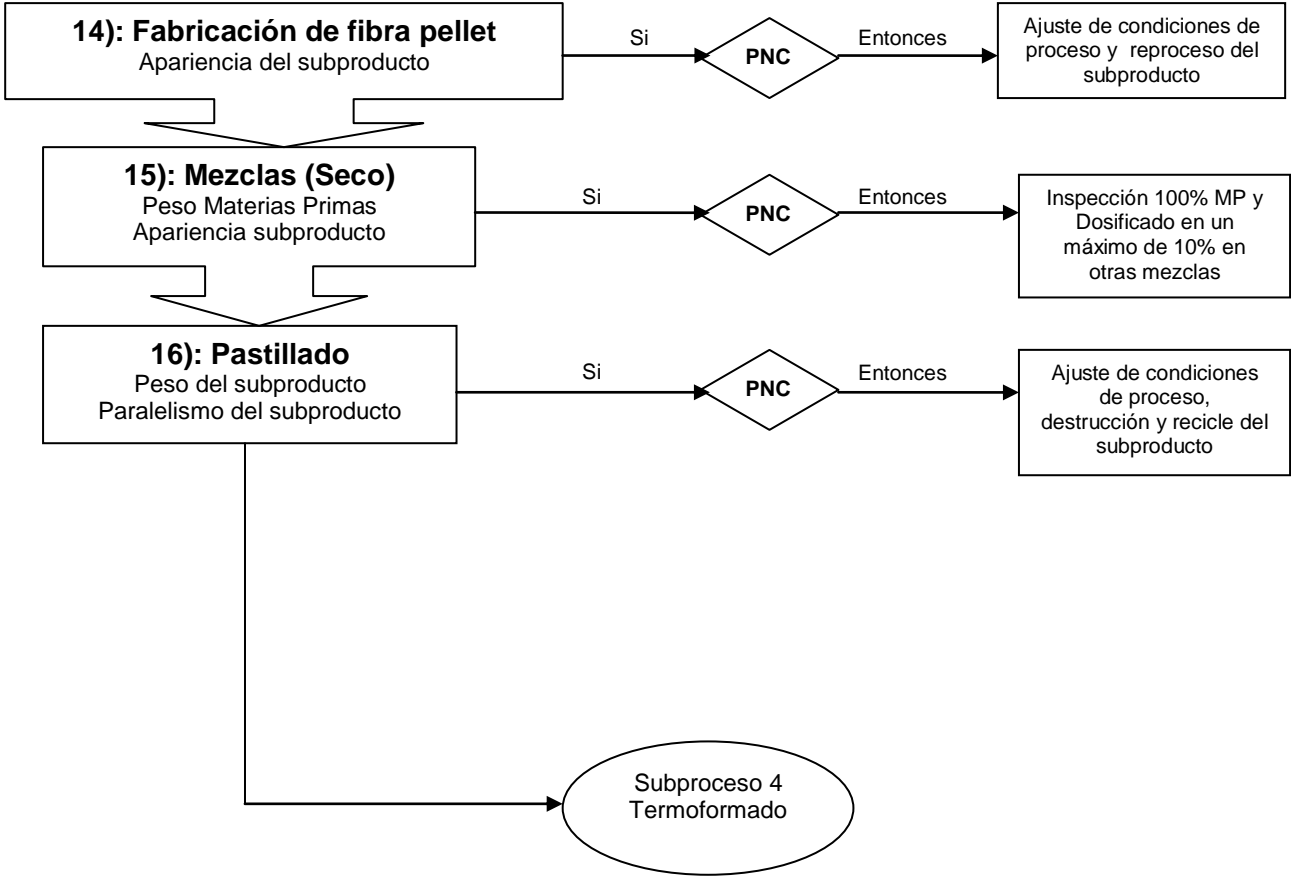 14): Fabricación de fibra pellet
Apariencia del subproducto
Si
PNC
Entonces
Ajuste de condiciones de
proceso y reproceso del
subproducto
15): Mezclas (Seco)
Peso Materias Primas
Apariencia subproducto
Si
PNC
Entonces
Inspección 100% MP y
Dosificado en un
máximo de 10% en
otras mezclas
16): Pastillado
Peso del subproducto
Paralelismo del subproducto
Si
PNC
Entonces
Ajuste de condiciones
de proceso,
destrucción y recicle del
subproducto
Subproceso 4
Termoformado